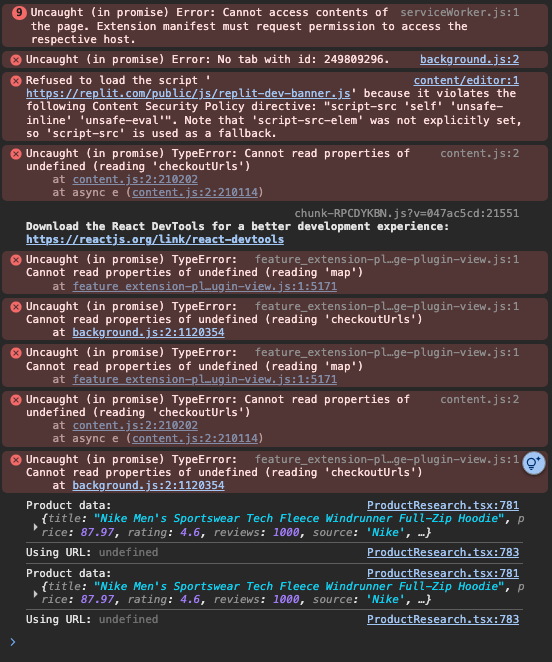 9 Uncaught (in promise) Error: Cannot access contents of serviceWorker.js:1
the page. Extension manifest must request permission to access the
respective host.
Uncaught (in promise) Error: No tab with id: 249809296. background.js:2
Refused to load the script ' content/editor:1
https://replit.com/public/js/replit-dev-banner.js' because it violates the
following Content Security Policy directive: "script-src 'self' 'unsafe-
inline' 'unsafe-eval'". Note that 'script-src-elem' was not explicitly set,
so 'script-src' is used as a fallback.
Uncaught (in promise) TypeError: Cannot read properties of content.js:2
undefined (reading 'checkoutUrls')
at content.js:2:210202
at async e (content.js:2:210114)
chunk-RPCDYKBN.js?v=047ac5cd:21551
Download the React DevTools for a better development experience:
https://reactjs.org/link/react-devtools
Uncaught (in promise) TypeError: feature_extension-pl…ge-plugin-view.js:1
Cannot read properties of undefined (reading 'map')
at feature_extension-pl…ugin-view.js:1:5171
Uncaught (in promise) TypeError: feature_extension-pl…ge-plugin-view.js:1
Cannot read properties of undefined (reading 'checkoutUrls')
at background.js:2:1120354
Uncaught (in promise) TypeError: feature_extension-pl…ge-plugin-view.js:1
Cannot read properties of undefined (reading 'map')
at feature_extension-pl…ugin-view.js:1:5171
Uncaught (in promise) TypeError: Cannot read properties of content.js:2
undefined (reading 'checkoutUrls')
at content.js:2:210202
at async e (content.js:2:210114)
Uncaught (in promise) TypeError: feature_extension-pl…ge-plugin-view.js:1
Cannot read properties of undefined (reading 'checkoutUrls')
at background.js:2:1120354
Product data: ProductResearch.tsx:781
{title: "Nike Men's Sportswear Tech Fleece Windrunner Full-Zip Hoodie", p
rice: 87.97, rating: 4.6, reviews: 1000, source: 'Nike', …}
Using URL: undefined ProductResearch.tsx:783
Product data: ProductResearch.tsx:781
{title: "Nike Men's Sportswear Tech Fleece Windrunner Full-Zip Hoodie", p
rice: 87.97, rating: 4.6, reviews: 1000, source: 'Nike', …}
Using URL: undefined ProductResearch.tsx:783